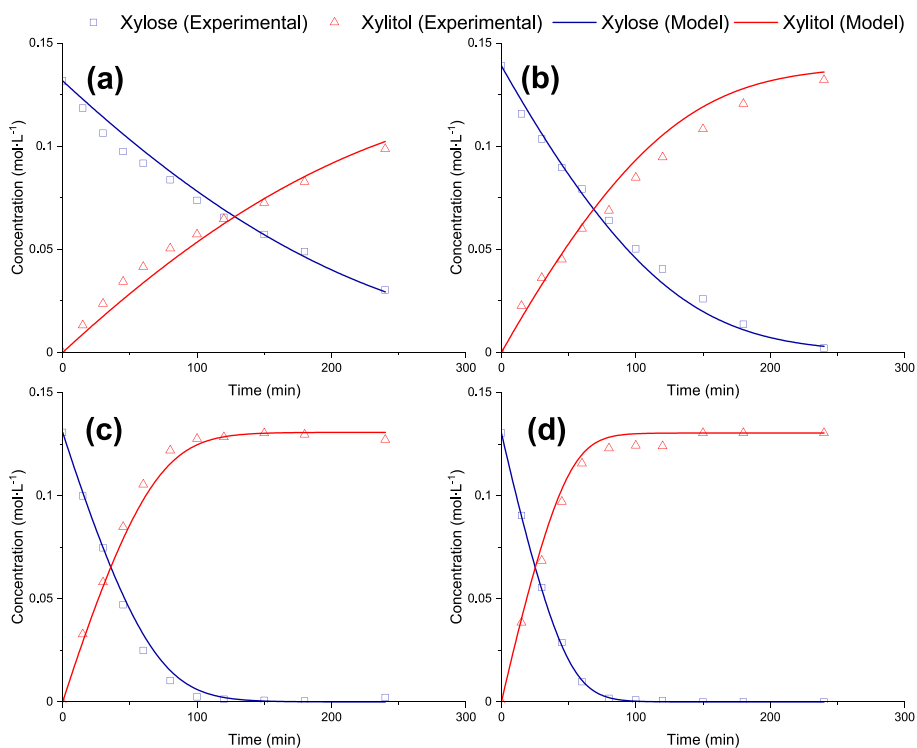 Xylose (Experimental) Xylitol (Experimental) Xylose (Model) Xylitol (Model)
(a)
Concentration (mol·L⁻¹)
0.15
0.1
0.05
0
0 100 200 300
Time (min)
(b)
Concentration (mol·L⁻¹)
0.15
0.1
0.05
0
0 100 200 300
Time (min)
(c)
Concentration (mol·L⁻¹)
0.15
0.1
0.05
0
0 100 200 300
Time (min)
(d)
Concentration (mol·L⁻¹)
0.15
0.1
0.05
0
0 100 200 300
Time (min)